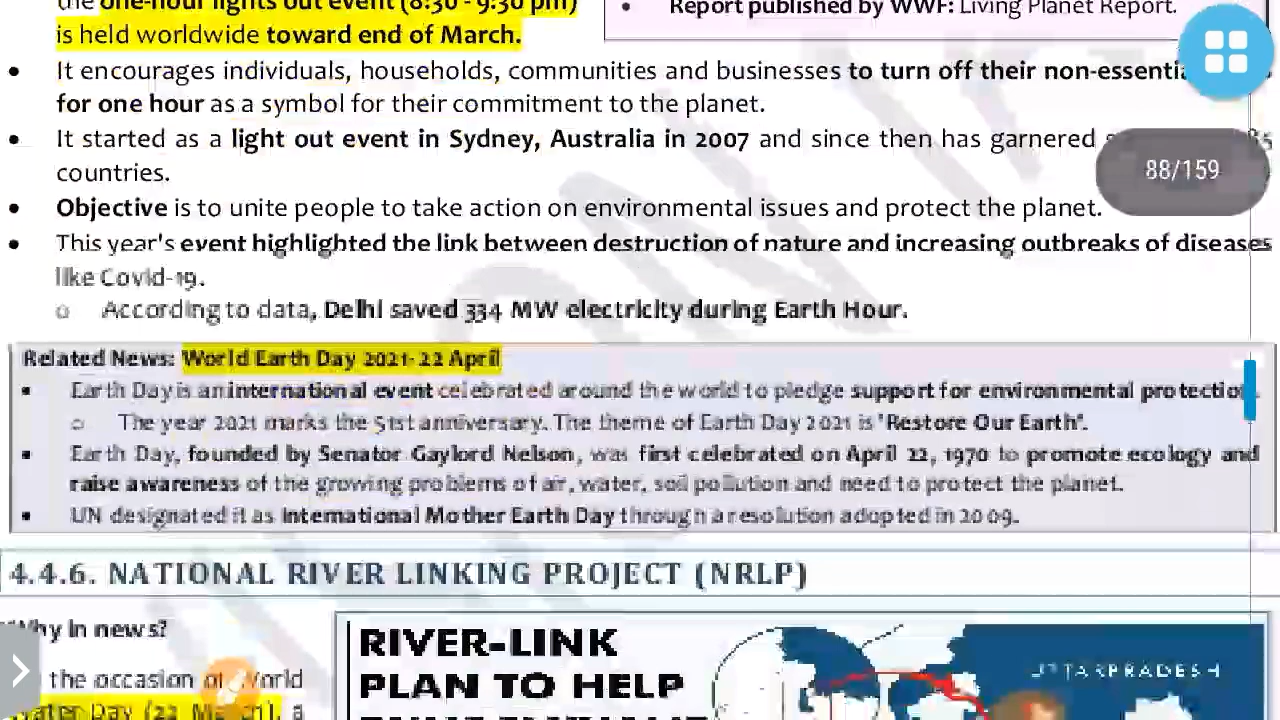 the one-hour lights out event (8:30 - 9:30 pm)
is held worldwide toward end of March.
• Report published by WWF: Living Planet Report.
• It encourages individuals, households, communities and businesses to turn off their non-essential
for one hour as a symbol for their commitment to the planet.
• It started as a light out event in Sydney, Australia in 2007 and since then has garnered
countries.
88/159
• Objective is to unite people to take action on environmental issues and protect the planet.
• This year's event highlighted the link between destruction of nature and increasing outbreaks of diseases
like Covid-19.
o According to data, Delhi saved 334 MW electricity during Earth Hour.
Related News: World Earth Day 2021- 22 April
• Earth Day is an international event celebrated around the world to pledge support for environmental protection.
o The year 2021 marks the 51st anniversary. The theme of Earth Day 2021 is 'Restore Our Earth'.
• Earth Day, founded by Senator Gaylord Nelson, was first celebrated on April 22, 1970 to promote ecology and
raise awareness of the growing problems of air, water, soil pollution and need to protect the planet.
• UN designated it as International Mother Earth Day through a resolution adopted in 2009.
4.4.6. NATIONAL RIVER LINKING PROJECT (NRLP)
Why in news?
the occasion of World
Water Day (22 March), a
RIVER-LINK
PLAN TO HELP
UTTAR PRADESH